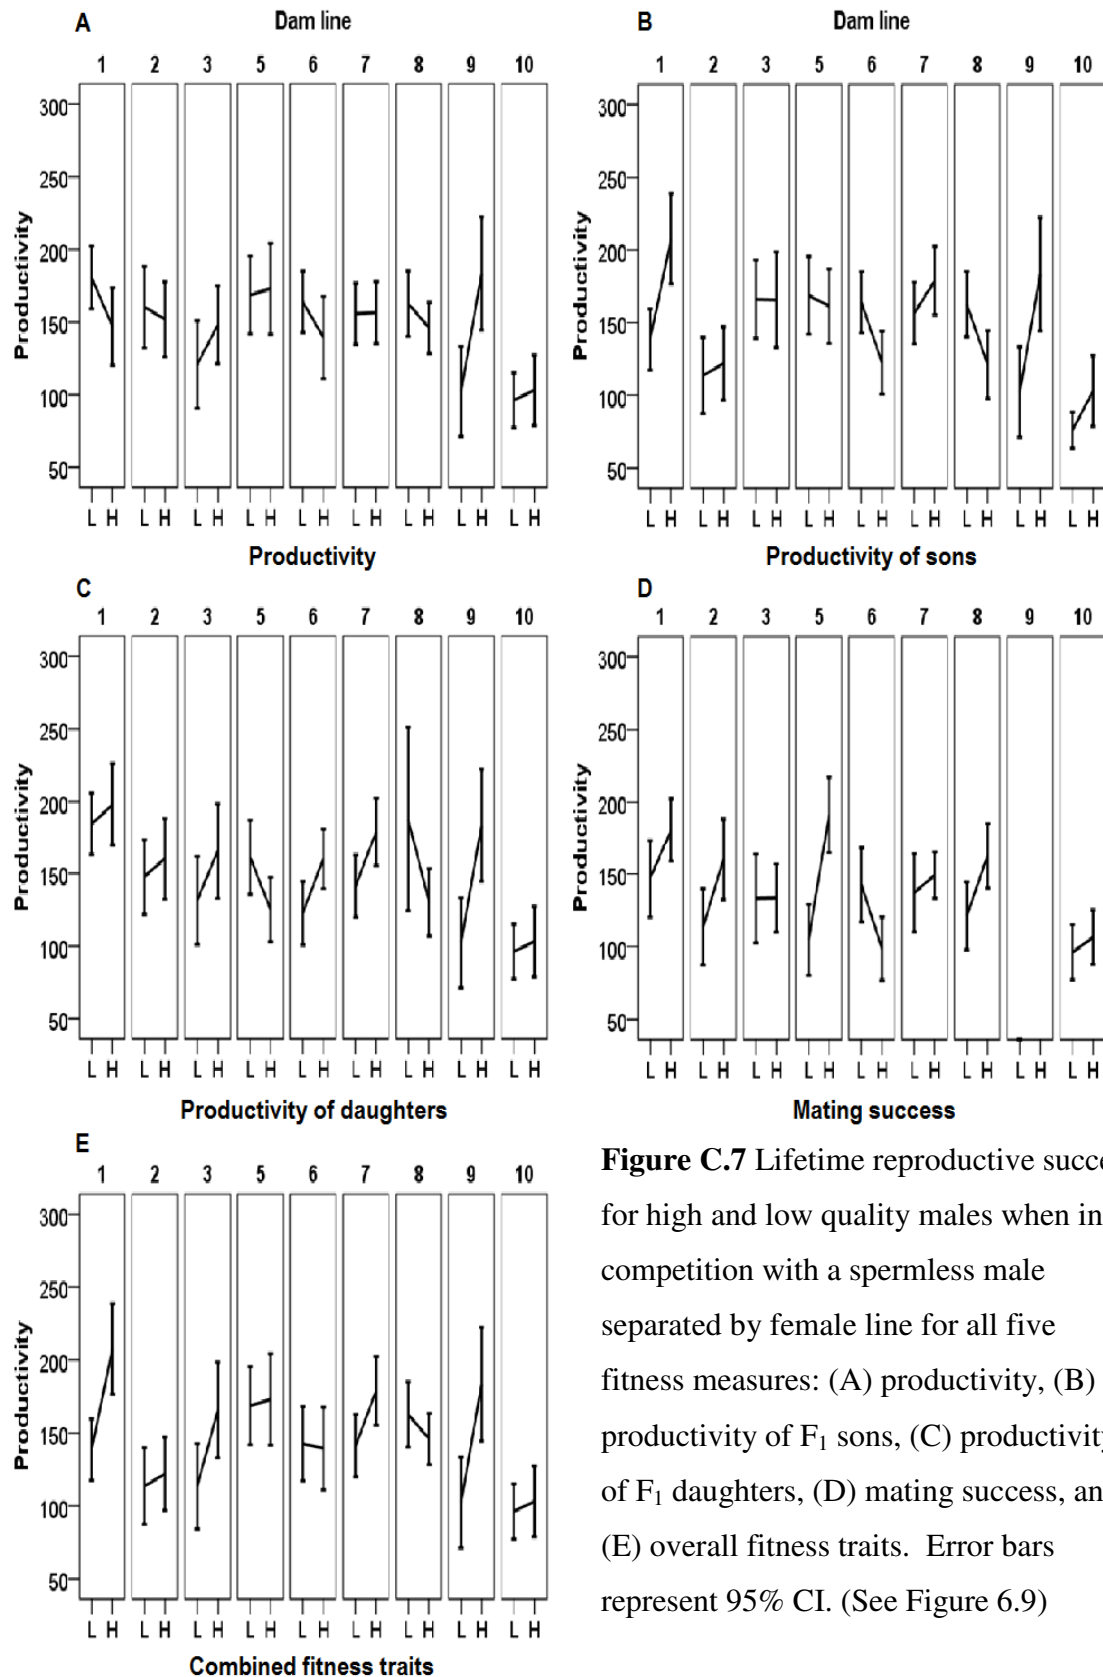 A Dam line
1 2 3 5 6 7 8 9 10
300
250
200
150
100
50
Productivity
L H L H L H L H L H L H L H L H L H
Productivity
B Dam line
1 2 3 5 6 7 8 9 10
300
250
200
150
100
50
Productivity
L H L H L H L H L H L H L H L H L H
Productivity of sons
C
1 2 3 5 6 7 8 9 10
300
250
200
150
100
50
Productivity
L H L H L H L H L H L H L H L H L H
Productivity of daughters
D
1 2 3 5 6 7 8 9 10
300
250
200
150
100
50
Productivity
L H L H L H L H L H L H L H L H L H
Mating success
E
1 2 3 5 6 7 8 9 10
300
250
200
150
100
50
Productivity
L H L H L H L H L H L H L H L H L H
Combined fitness traits
Figure C.7 Lifetime reproductive succe
for high and low quality males when in
competition with a spermless male
separated by female line for all five
fitness measures: (A) productivity, (B)
productivity of F₁ sons, (C) productivity
of F₁ daughters, (D) mating success, an
(E) overall fitness traits. Error bars
represent 95% CI. (See Figure 6.9)